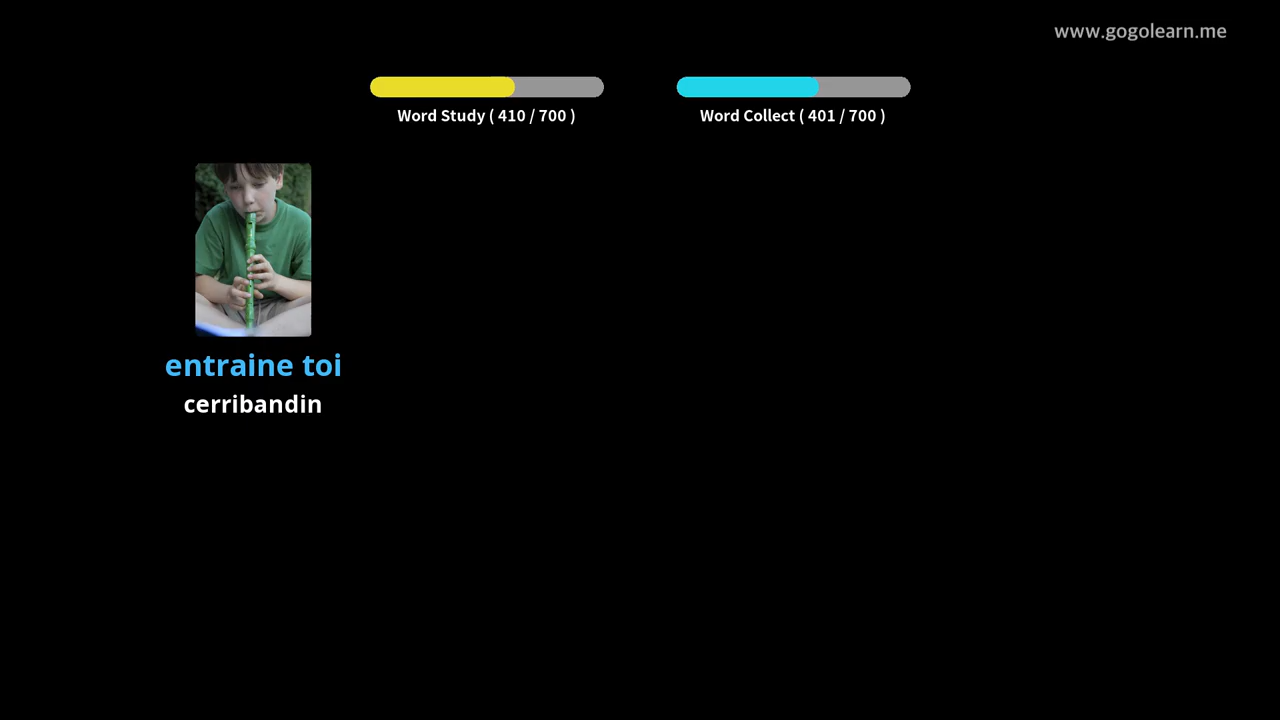 www.gogolearn.me
Word Study ( 410 / 700 )
Word Collect ( 401 / 700 )
entraine toi
cerribandin